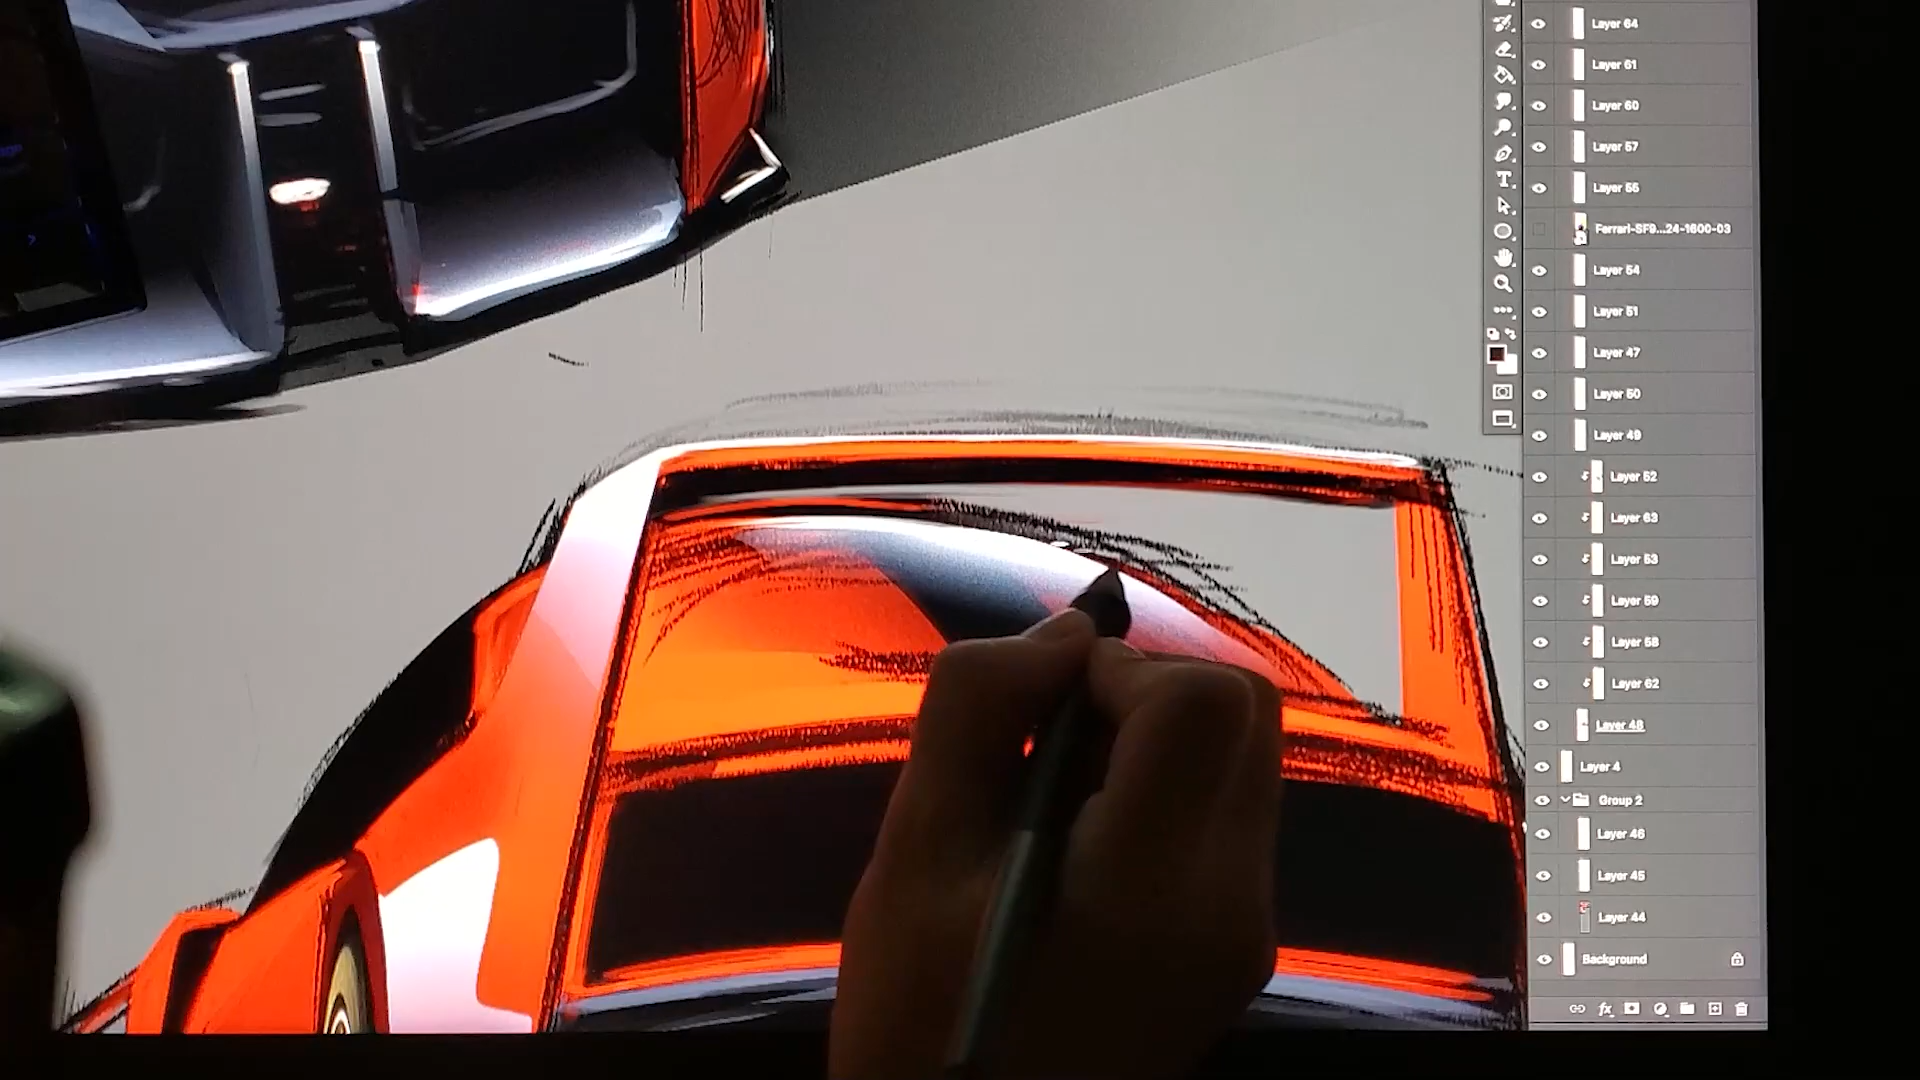 Layer 64
Layer 61
Layer 60
Layer 57
Layer 55
Ferrari-SF9...24-1600-03
Layer 54
Layer 51
Layer 47
Layer 50
Layer 49
Layer 52
Layer 63
Layer 53
Layer 59
Layer 58
Layer 62
Layer 48
Layer 4
Group 2
Layer 46
Layer 45
Layer 44
Background
fx